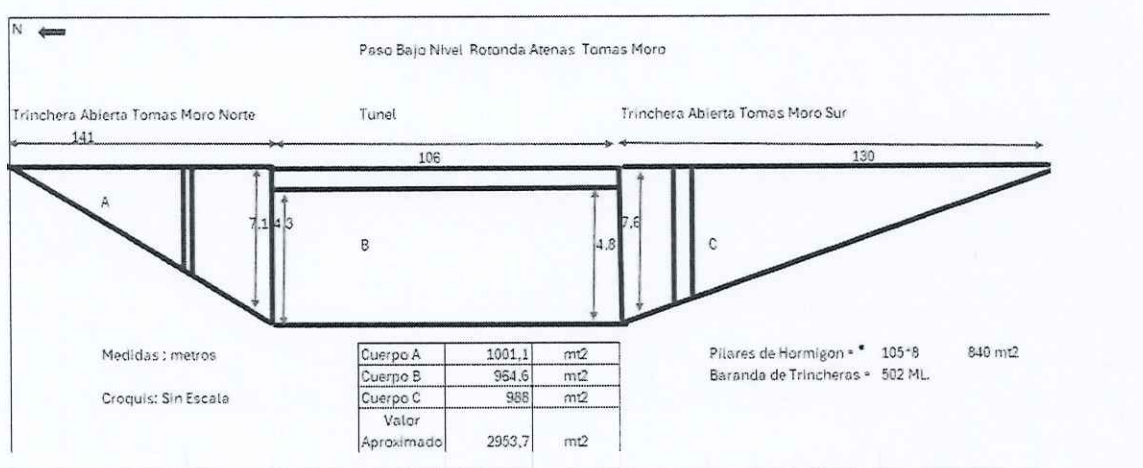 N
Paso Bajo Nivel Rotonda Atenas Tomas Moro
Trinchera Abierta Tomas Moro Norte Tunel Trinchera Abierta Tomas Moro Sur
141
106
130
A
7,1
4,3
B
4,8
7,6
C
Medidas : metros
Croquis: Sin Escala
Cuerpo A 1001,1 mt2
Cuerpo B 964,6 mt2
Cuerpo C 988 mt2
Valor
Aproximado 2953,7 mt2
Pilares de Hormigon = * 105*8 840 mt2
Baranda de Trincheras = 502 ML.